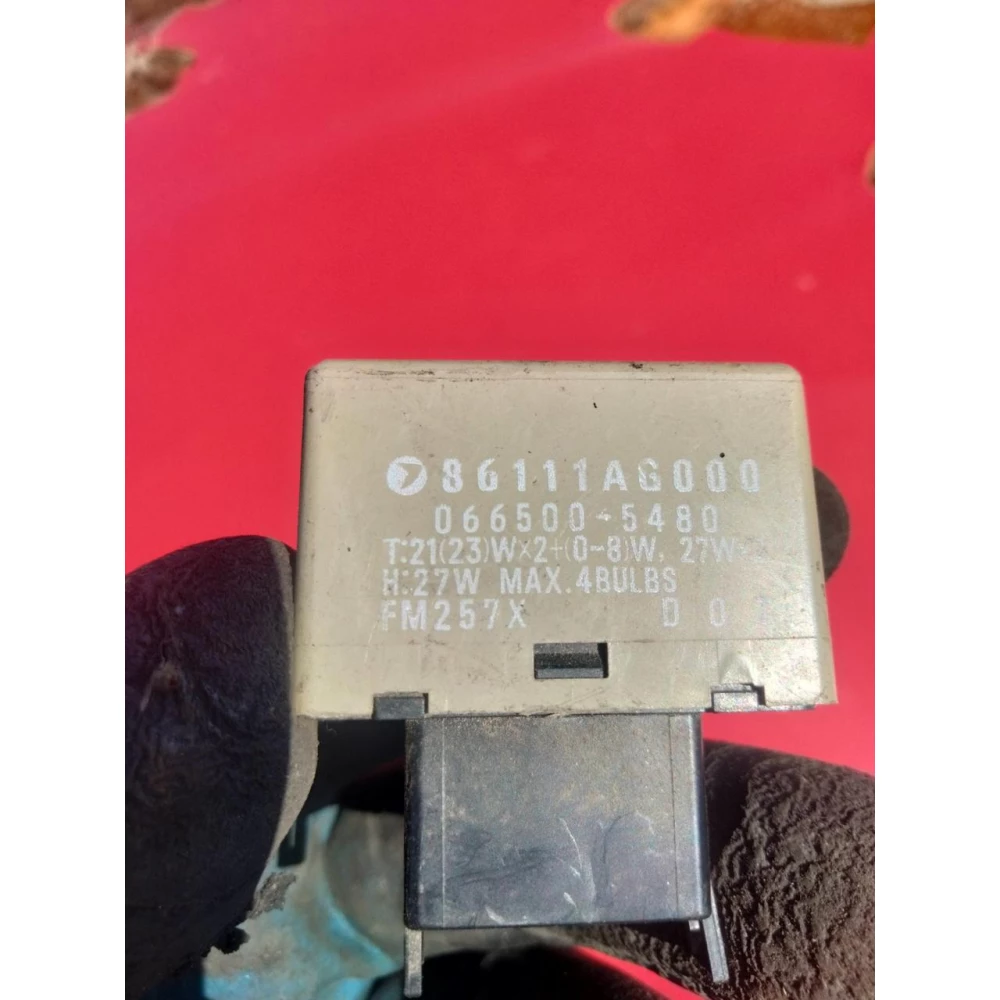 86111AG000
066500-5480
T:21(23)W×2+(0-8)W, 27W
H:27W MAX.4BULBS
FM257X D 0